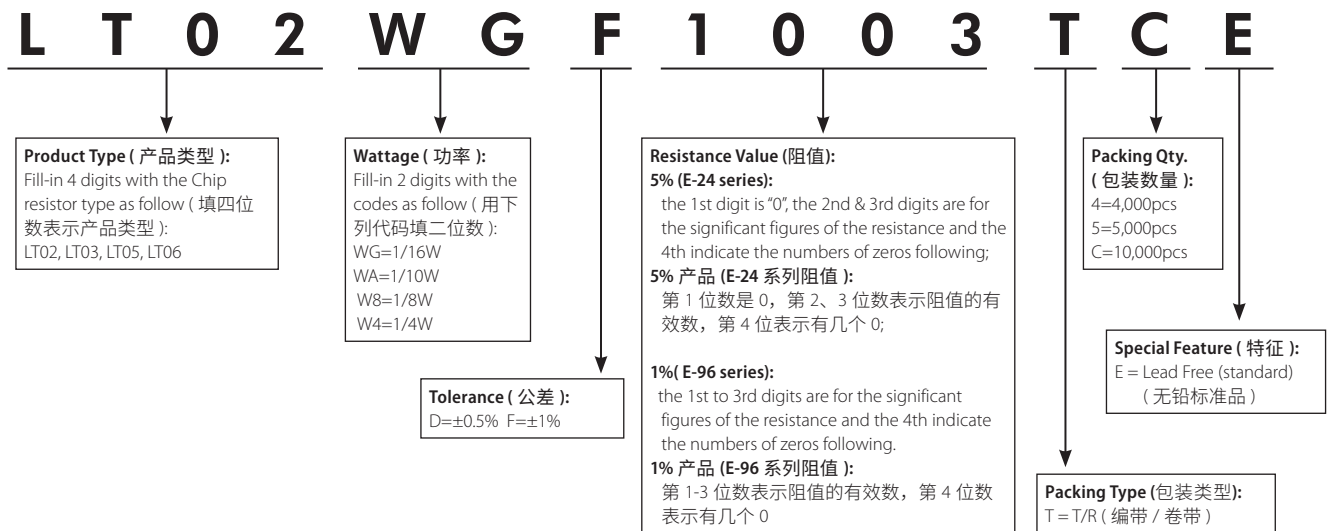 LT02 WG F 1003 T C E
Product Type ( 产品类型 ):
Fill-in 4 digits with the Chip
resistor type as follow ( 填四位
数表示产品类型 ):
LT02, LT03, LT05, LT06
Wattage ( 功率 ):
Fill-in 2 digits with the
codes as follow ( 用下
列代码填二位数 ):
WG=1/16W
WA=1/10W
W8=1/8W
W4=1/4W
Tolerance ( 公差 ):
D=±0.5% F=±1%
Resistance Value (阻值):
5% (E-24 series):
the 1st digit is “0”, the 2nd & 3rd digits are for
the significant figures of the resistance and the
4th indicate the numbers of zeros following;
5% 产品 (E-24 系列阻值 ):
第 1 位数是 0，第 2、3 位数表示阻值的有
效数，第 4 位表示有几个 0;
1%( E-96 series):
the 1st to 3rd digits are for the significant
figures of the resistance and the 4th indicate
the numbers of zeros following.
1% 产品 (E-96 系列阻值 ):
第 1-3 位数表示阻值的有效数，第 4 位数
表示有几个 0
Packing Qty.
( 包装数量 ):
4=4,000pcs
5=5,000pcs
C=10,000pcs
Special Feature ( 特征 ):
E = Lead Free (standard)
( 无铅标准品 )
Packing Type (包装类型):
T = T/R ( 编带 / 卷带 )